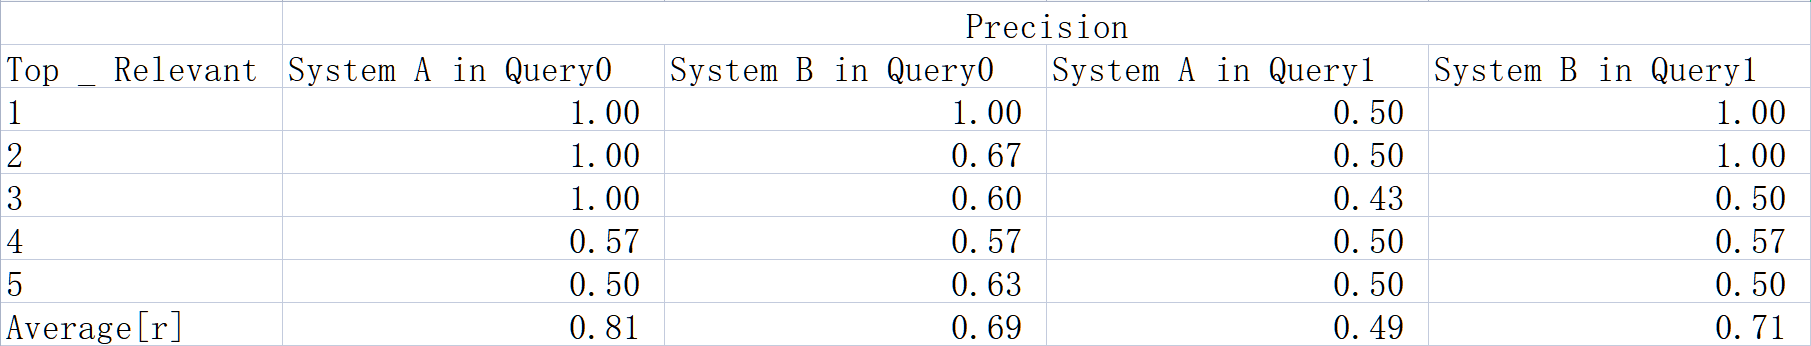 Precision
Top _ Relevant System A in Query0 System B in Query0 System A in Query1 System B in Query1
1 1.00 1.00 0.50 1.00
2 1.00 0.67 0.50 1.00
3 1.00 0.60 0.43 0.50
4 0.57 0.57 0.50 0.57
5 0.50 0.63 0.50 0.50
Average[r] 0.81 0.69 0.49 0.71